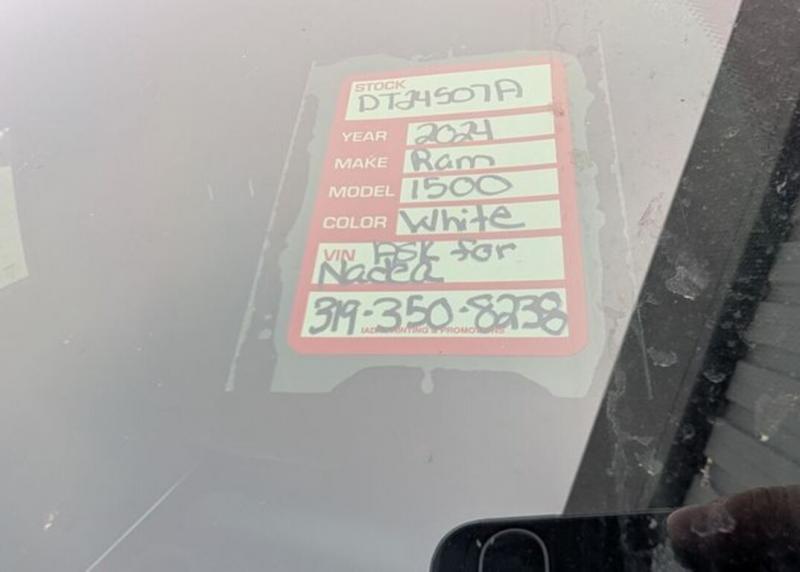 STOCK
DT24507A
YEAR 2024
MAKE Ram
MODEL 1500
COLOR White
VIN Ask for
Nadea
319-350-8238